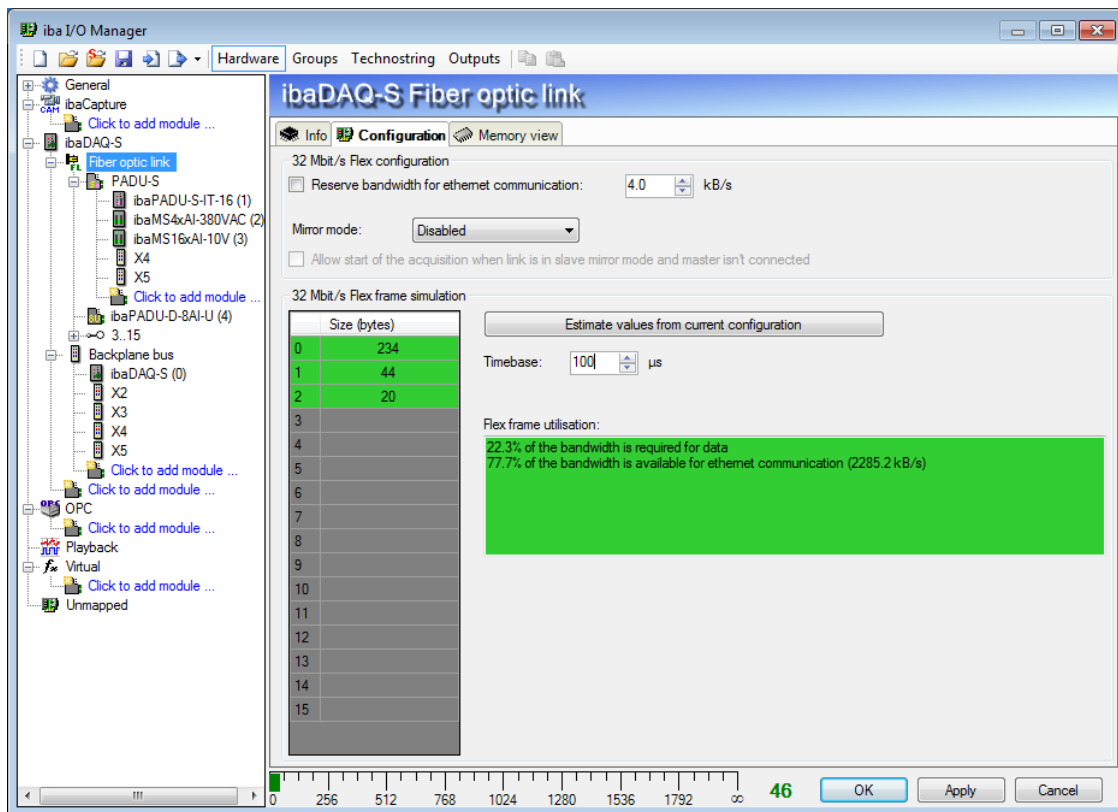 iba I/O Manager
Hardware Groups Technostring Outputs
General
ibaCapture
CAM
Click to add module ...
ibaDAQ-S
Fiber optic link
FL
PADU-S
ibaPADU-S-IT-16 (1)
ibaMS4xAI-380VAC (2)
ibaMS16xAI-10V (3)
X4
X5
Click to add module ...
ibaPADU-D-8AI-U (4)
3..15
Backplane bus
ibaDAQ-S (0)
X2
X3
X4
X5
Click to add module ...
Click to add module ...
OPC
OPC
Click to add module ...
Playback
fx Virtual
Click to add module ...
Unmapped
ibaDAQ-S Fiber optic link
Info Configuration Memory view
32 Mbit/s Flex configuration
Reserve bandwidth for ethernet communication: 4.0 kB/s
Mirror mode: Disabled
Allow start of the acquisition when link is in slave mirror mode and master isn't connected
32 Mbit/s Flex frame simulation
Size (bytes)
0 234
1 44
2 20
3
4
5
6
7
8
9
10
11
12
13
14
15
Estimate values from current configuration
Timebase: 100 µs
Flex frame utilisation:
22.3% of the bandwidth is required for data
77.7% of the bandwidth is available for ethernet communication (2285.2 kB/s)
0 256 512 768 1024 1280 1536 1792 ∞
46
OK Apply Cancel